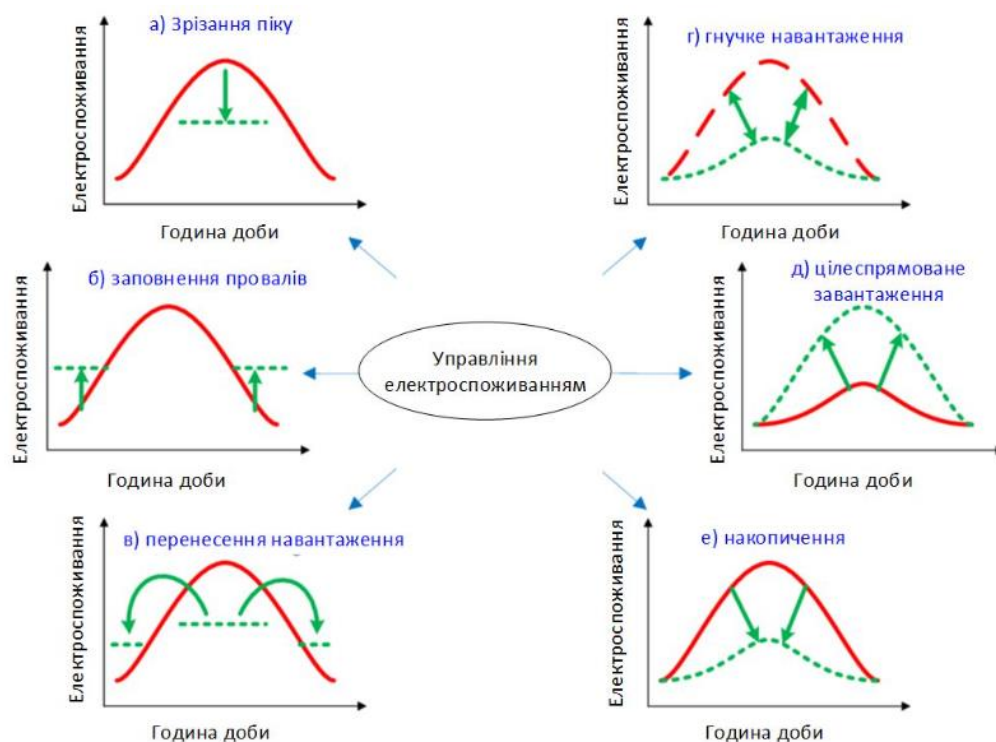 а) Зрізання піку
Електроспоживання
Година доби
г) гнучке навантаження
Електроспоживання
Година доби
б) заповнення провалів
Електроспоживання
Година доби
Управління
електроспоживанням
д) цілеспрямоване
завантаження
Електроспоживання
Година доби
в) перенесення навантаження
Електроспоживання
Година доби
е) накопичення
Електроспоживання
Година доби